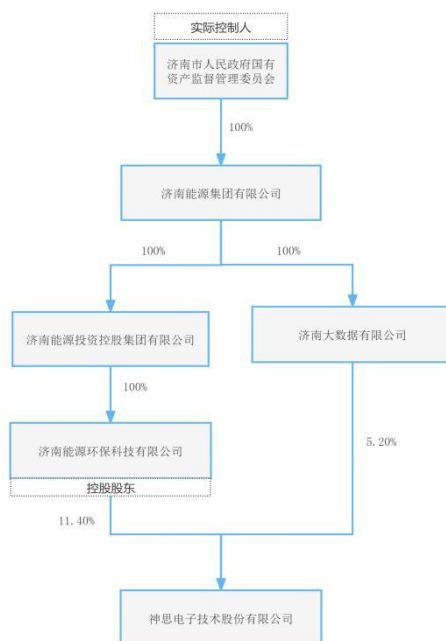 实际控制人
济南市人民政府国有
资产监督管理委员会
100%
济南能源集团有限公司
100%
100%
济南能源投资控股集团有限公司
济南大数据有限公司
100%
济南能源环保科技有限公司
5.20%
控股股东
11.40%
神思电子技术股份有限公司